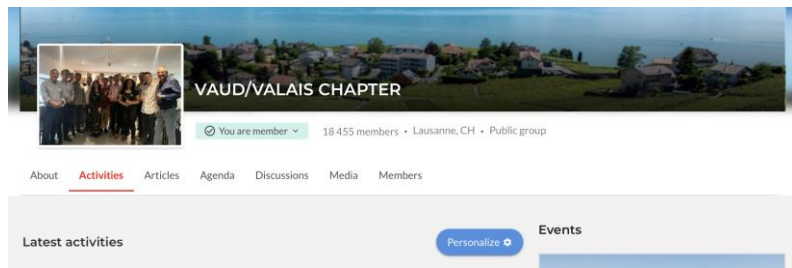 VAUD/VALAIS CHAPTER
You are member
18 455 members • Lausanne, CH • Public group
About Activities Articles Agenda Discussions Media Members
Latest activities
Personalize
Events